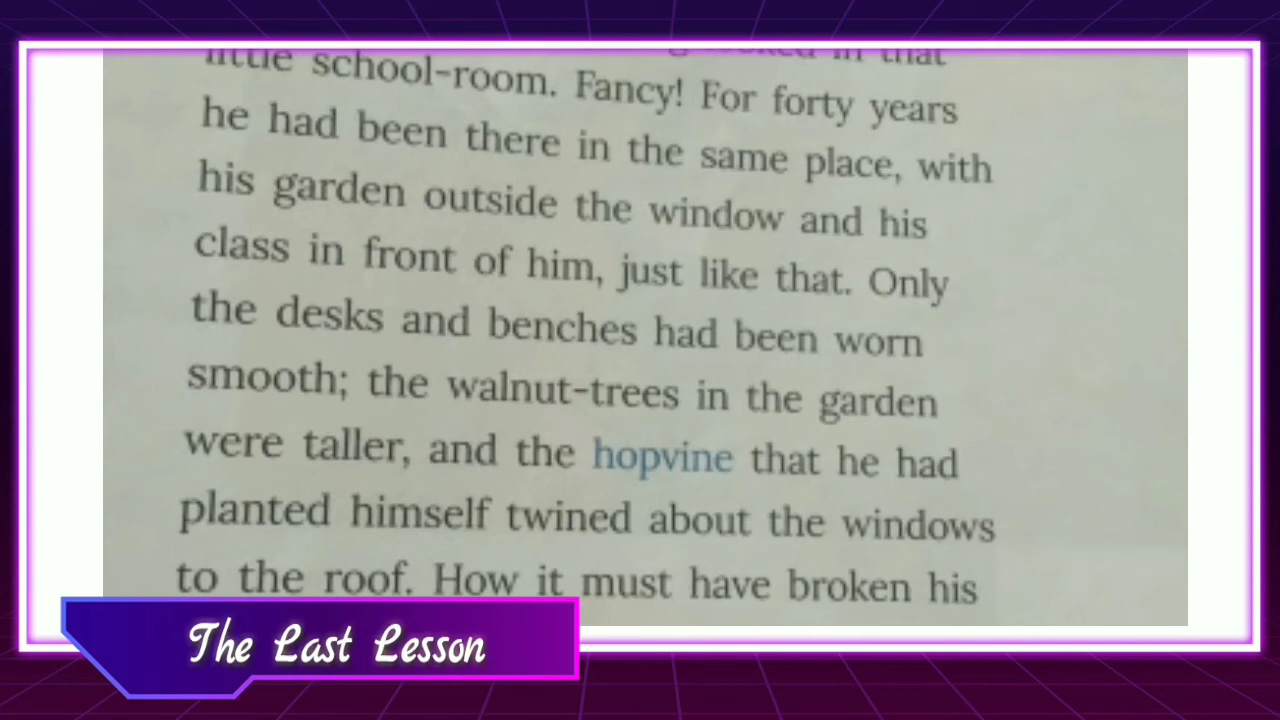 in that
little school-room. Fancy! For forty years
he had been there in the same place, with
his garden outside the window and his
class in front of him, just like that. Only
the desks and benches had been worn
smooth; the walnut-trees in the garden
were taller, and the hopvine that he had
planted himself twined about the windows
to the roof. How it must have broken his
The Last Lesson